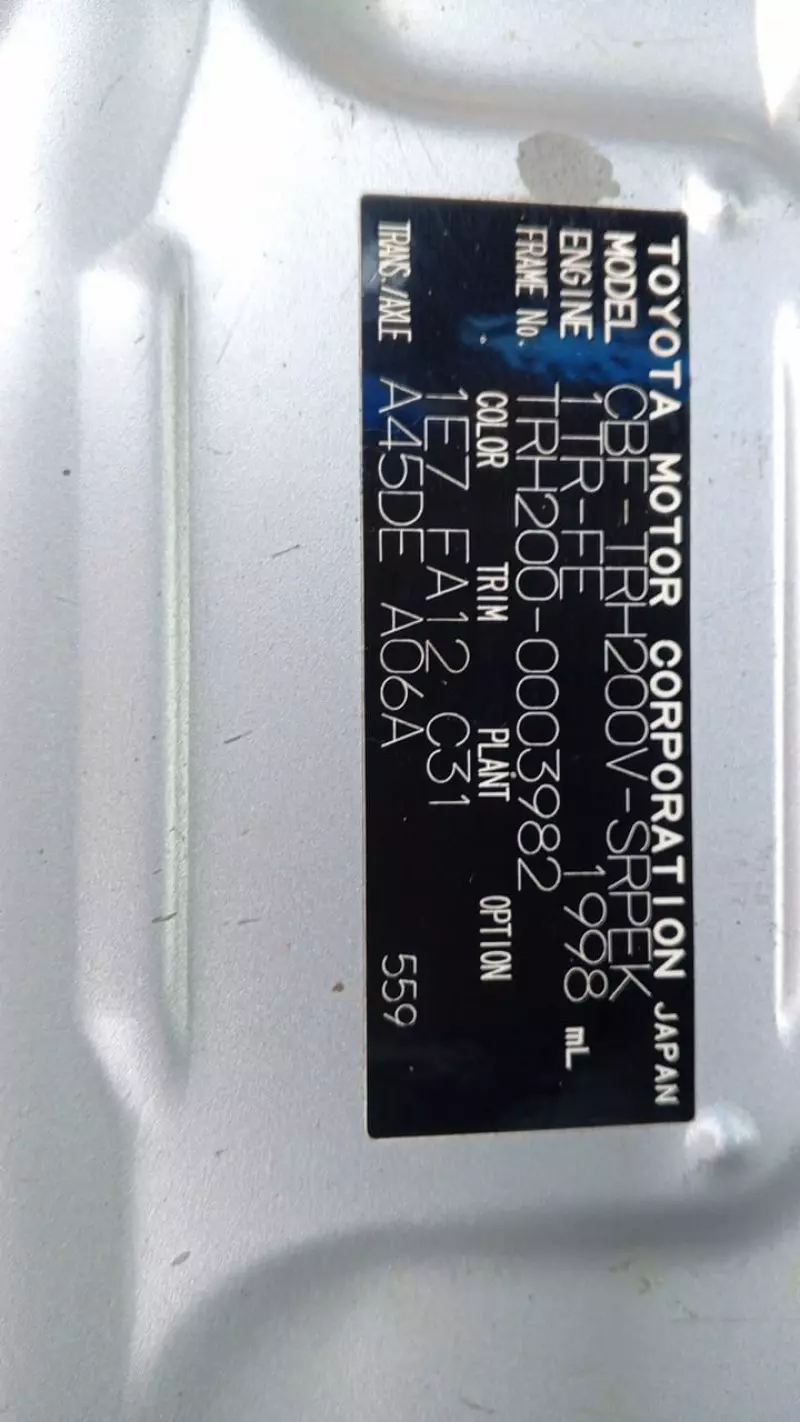 TOYOTA MOTOR CORPORATION JAPAN
MODEL CBF-TRH200V-SRPEK
ENGINE 1TR-FE 1998 mL
FRAME No. TRH200-0003982
COLOR TRIM PLANT OPTION
1E7 FA12 C31
TRANS./AXLE A45DE A06A 559